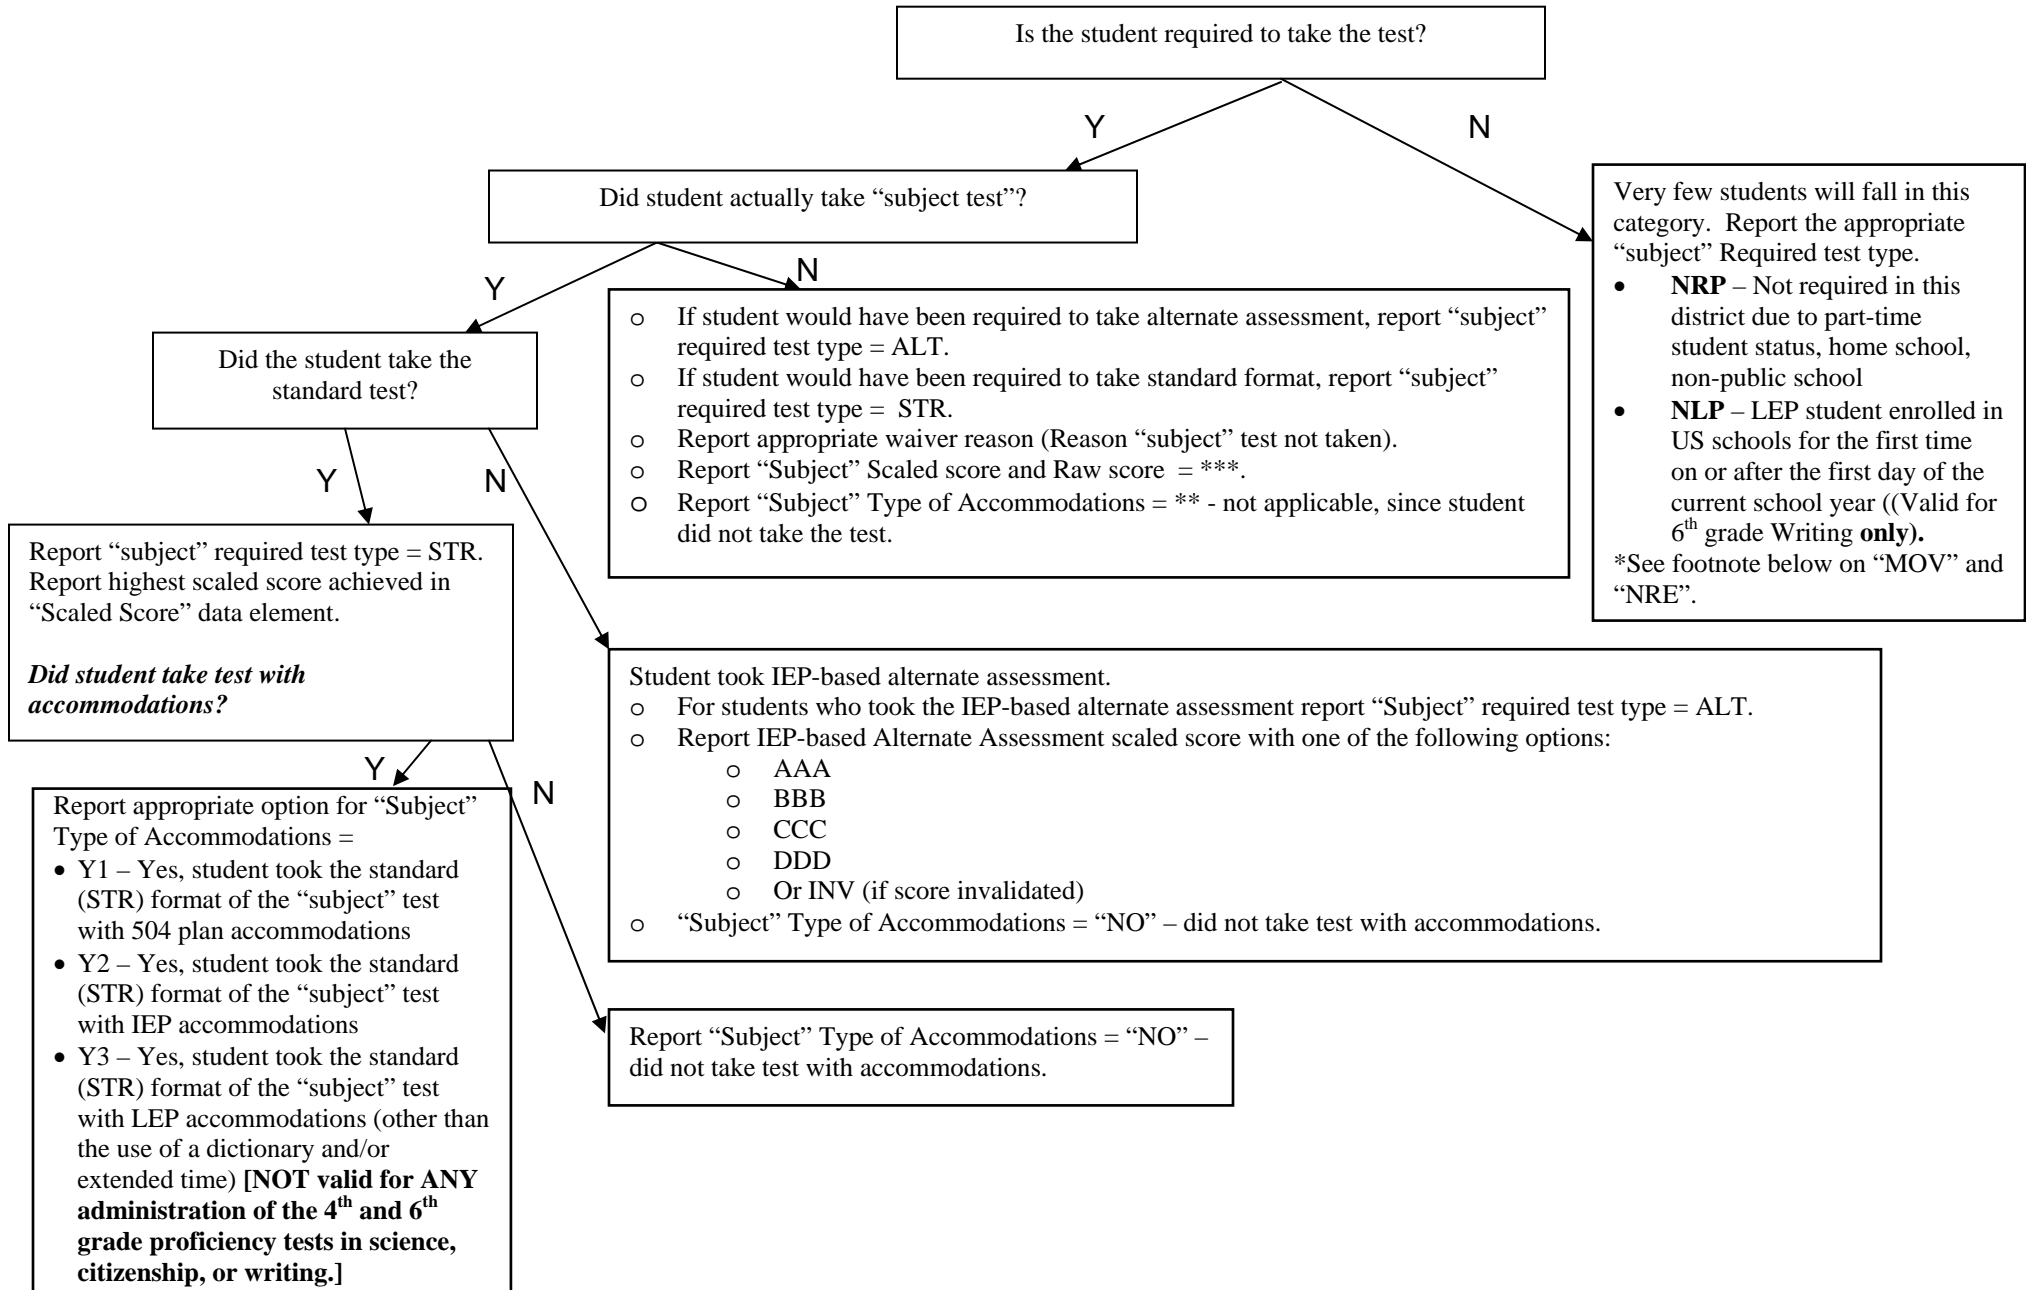 Is the student required to take the test?
Y
N
Did student actually take “subject test”?
Very few students will fall in this
category.  Report the appropriate
“subject” Required test type.
• NRP – Not required in this
district due to part-time
student status, home school,
non-public school
• NLP – LEP student enrolled in
US schools for the first time
on or after the first day of the
current school year ((Valid for
6th grade Writing only).
*See footnote below on “MOV” and
“NRE”.
Y
N
o If student would have been required to take alternate assessment, report “subject”
required test type = ALT.
o If student would have been required to take standard format, report “subject”
required test type =  STR.
o Report appropriate waiver reason (Reason “subject” test not taken).
o Report “Subject” Scaled score and Raw score  = ***.
o Report “Subject” Type of Accommodations = ** - not applicable, since student
did not take the test.
Did the student take the
standard test?
Y
N
Report “subject” required test type = STR.
Report highest scaled score achieved in
“Scaled Score” data element.
Did student take test with
accommodations?
Student took IEP-based alternate assessment.
o For students who took the IEP-based alternate assessment report “Subject” required test type = ALT.
o Report IEP-based Alternate Assessment scaled score with one of the following options:
o AAA
o BBB
o CCC
o DDD
o Or INV (if score invalidated)
o “Subject” Type of Accommodations = “NO” – did not take test with accommodations.
Y
N
Report appropriate option for “Subject”
Type of Accommodations =
• Y1 – Yes, student took the standard
(STR) format of the “subject” test
with 504 plan accommodations
• Y2 – Yes, student took the standard
(STR) format of the “subject” test
with IEP accommodations
• Y3 – Yes, student took the standard
(STR) format of the “subject” test
with LEP accommodations (other than
the use of a dictionary and/or
extended time) [NOT valid for ANY
administration of the 4th and 6th
grade proficiency tests in science,
citizenship, or writing.]
Report “Subject” Type of Accommodations = “NO” –
did not take test with accommodations.